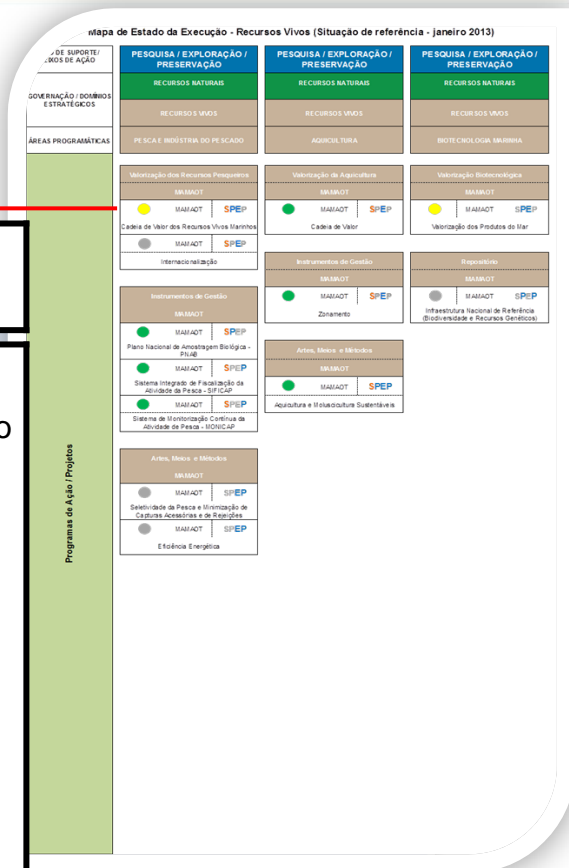 Mapa de Estado da Execução - Recursos Vivos (Situação de referência - janeiro 2013)
DE SUPORTE/
EIXOS DE AÇÃO
PESQUISA / EXPLORAÇÃO /
PRESERVAÇÃO
PESQUISA / EXPLORAÇÃO /
PRESERVAÇÃO
PESQUISA / EXPLORAÇÃO /
PRESERVAÇÃO
GOVERNAÇÃO / DOMÍNIOS
ESTRATÉGICOS
RECURSOS NATURAIS
RECURSOS NATURAIS
RECURSOS NATURAIS
RECURSOS VIVOS
RECURSOS VIVOS
RECURSOS VIVOS
ÁREAS PROGRAMÁTICAS
PESCA E INDÚSTRIA DO PESCADO
AQUICULTURA
BIOTECNOLOGIA MARINHA
Programas de Ação / Projetos
Valorização dos Recursos Pesqueiros
MAMAOT
MAMAOT SPEP
Cadeia de Valor dos Recursos Vivos Marinhos
MAMAOT SPEP
Internacionalização
Instrumentos de Gestão
MAMAOT
MAMAOT SPEP
Plano Nacional de Amostragem Biológica -
PNAB
MAMAOT SPEP
Sistema Integrado de Fiscalização da
Atividade da Pesca - SIFICAP
MAMAOT SPEP
Sistema de Monitorização Contínua da
Atividade de Pesca - MONICAP
Artes, Meios e Métodos
MAMAOT
MAMAOT SPEP
Seletividade da Pesca e Minimização de
Capturas Acessórias e de Rejeições
MAMAOT SPEP
Eficiência Energética
Valorização da Aquicultura
MAMAOT
MAMAOT SPEP
Cadeia de Valor
Instrumentos de Gestão
MAMAOT
MAMAOT SPEP
Zonamento
Artes, Meios e Métodos
MAMAOT
MAMAOT SPEP
Aquicultura e Moluscicultura Sustentáveis
Valorização Biotecnológica
MAMAOT
MAMAOT SPEP
Valorização dos Produtos do Mar
Repositório
MAMAOT
MAMAOT SPEP
Infraestrutura Nacional de Referência
(Biodiversidade e Recursos Genéticos)
o